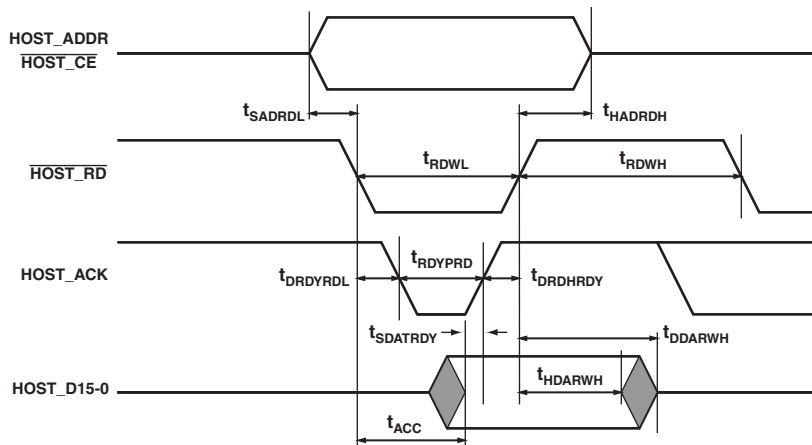 HOST_ADDR
HOST_CE
tSADRDL
tHADRDH
HOST_RD
tRDWL
tRDWH
HOST_ACK
tDRDYRDL
tRDYPRD
tDRDHRDY
tSDATRDY
tDDARWH
HOST_D15-0
tHDARWH
tACC